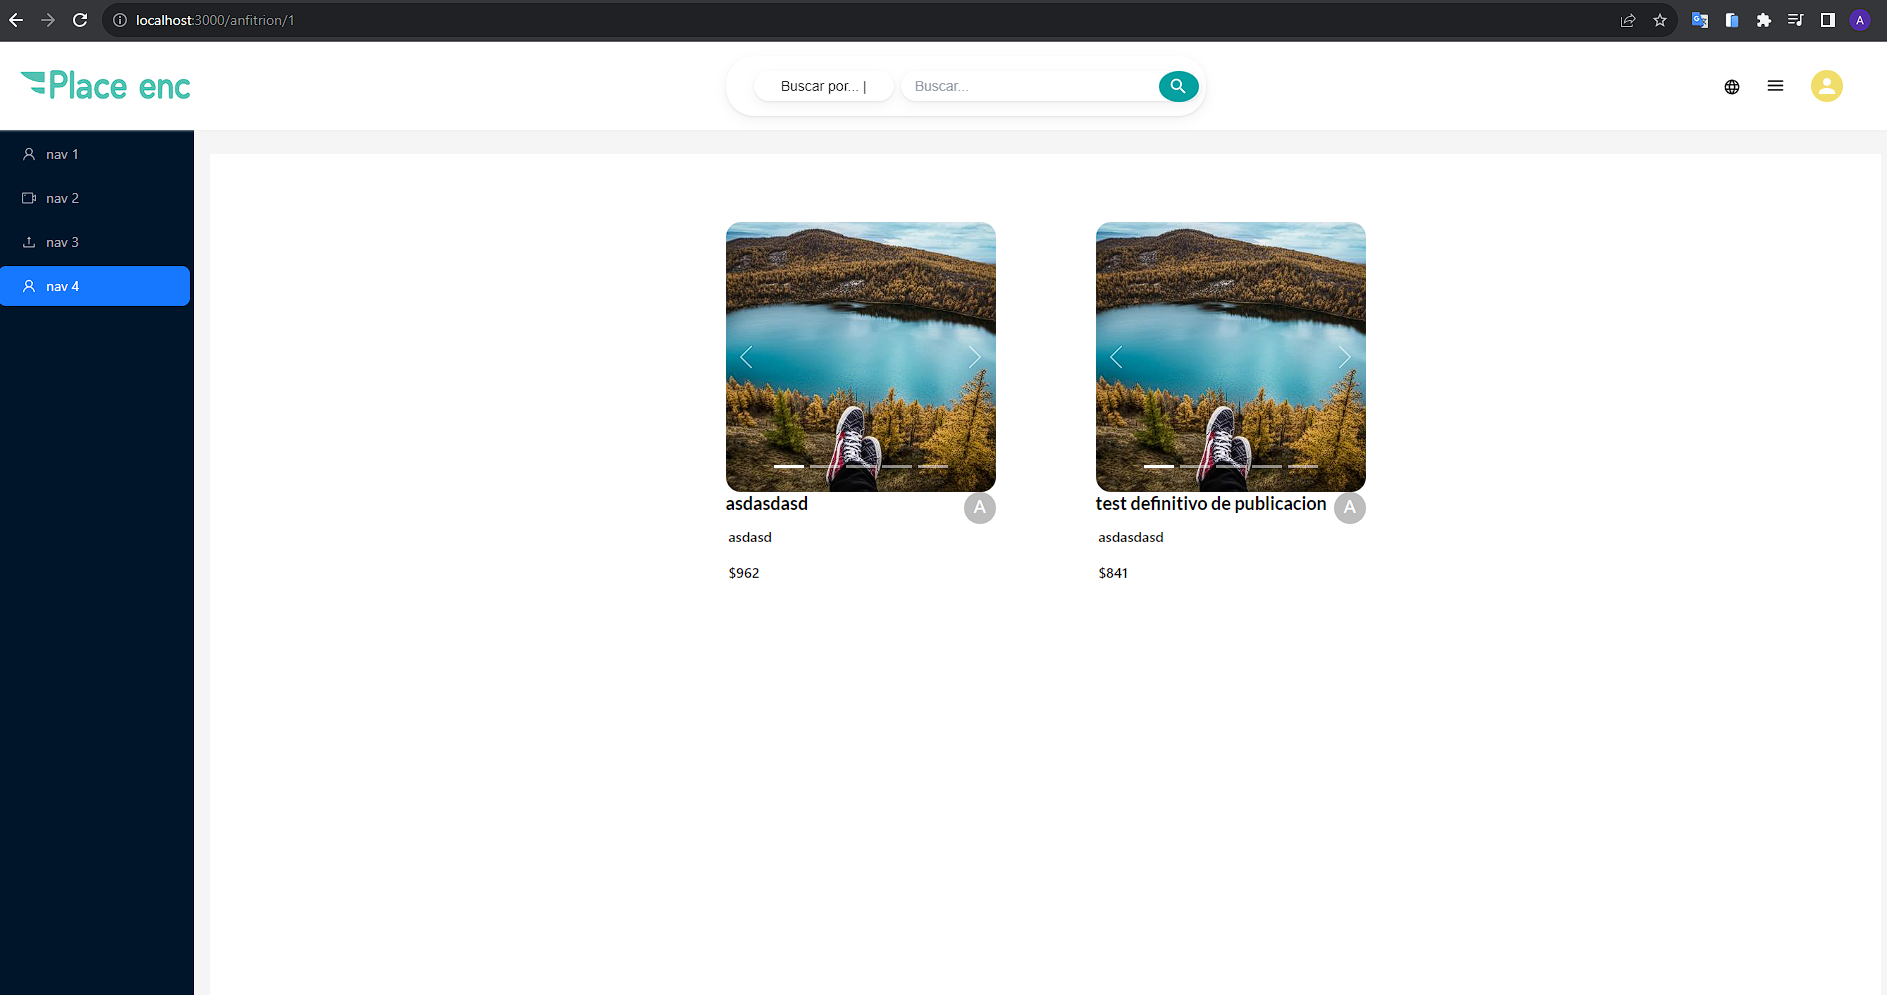 localhost:3000/anfitrion/1
A
Place enc
Buscar por... |
Buscar...
nav 1
nav 2
nav 3
nav 4
asdasdasd
A
asdasd
$962
test definitivo de publicacion
A
asdasdasd
$841